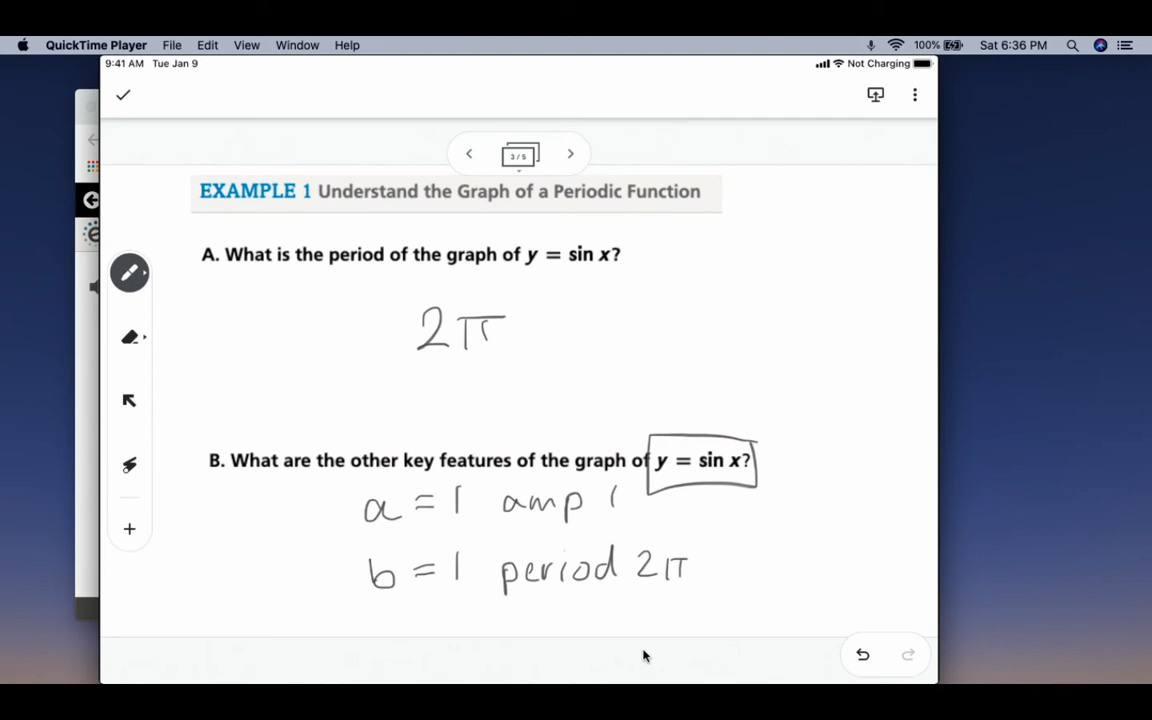 QuickTime Player File Edit View Window Help 100% Sat 6:36 PM
9:41 AM Tue Jan 9 Not Charging
3/5
EXAMPLE 1 Understand the Graph of a Periodic Function
A. What is the period of the graph of y = sin x?
2π
B. What are the other key features of the graph of y = sin x?
a = 1 amp 1
b = 1 period 2π